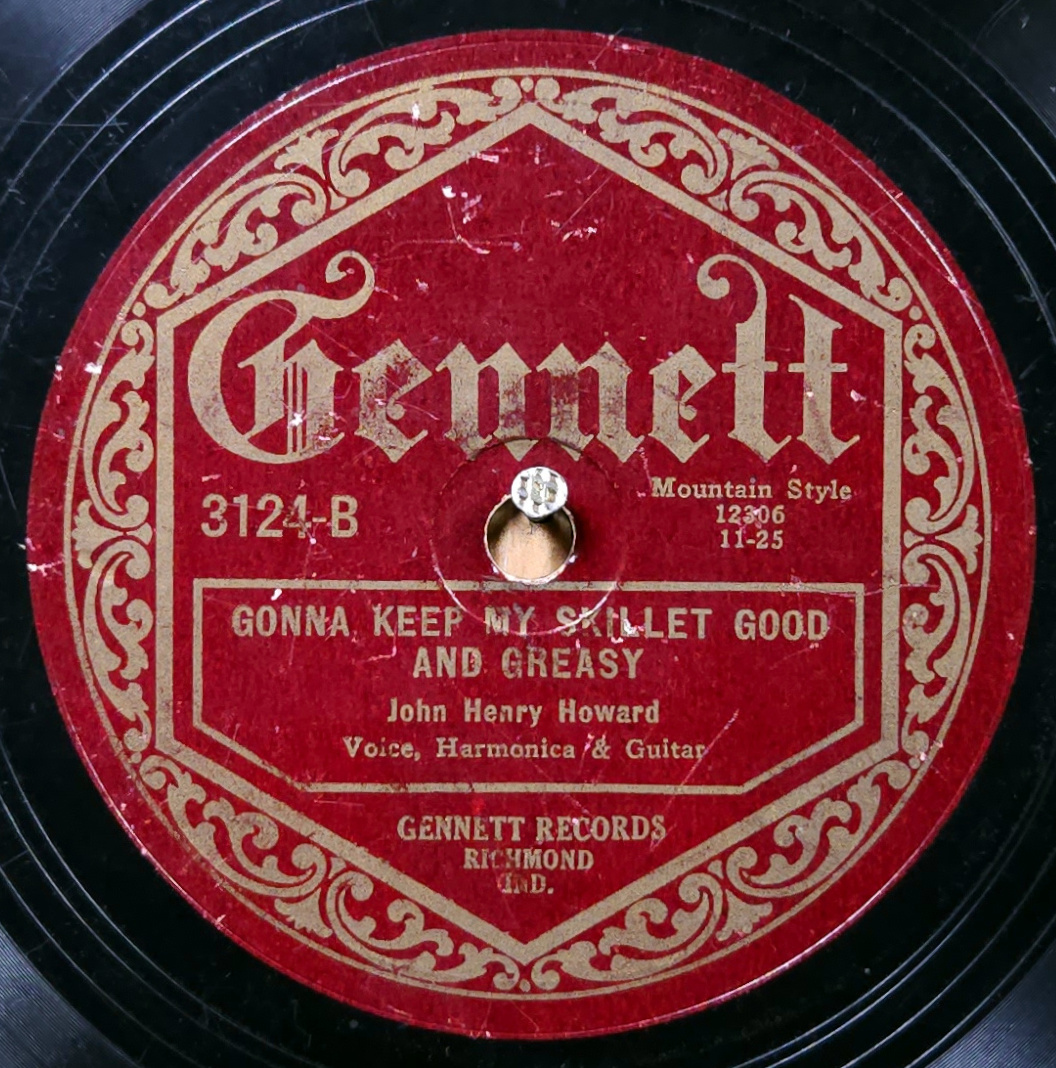 Gennett
3124-B
Mountain Style
12306
11-25
GONNA KEEP MY SKILLET GOOD
AND GREASY
John Henry Howard
Voice, Harmonica & Guitar
GENNETT RECORDS
RICHMOND
IND.